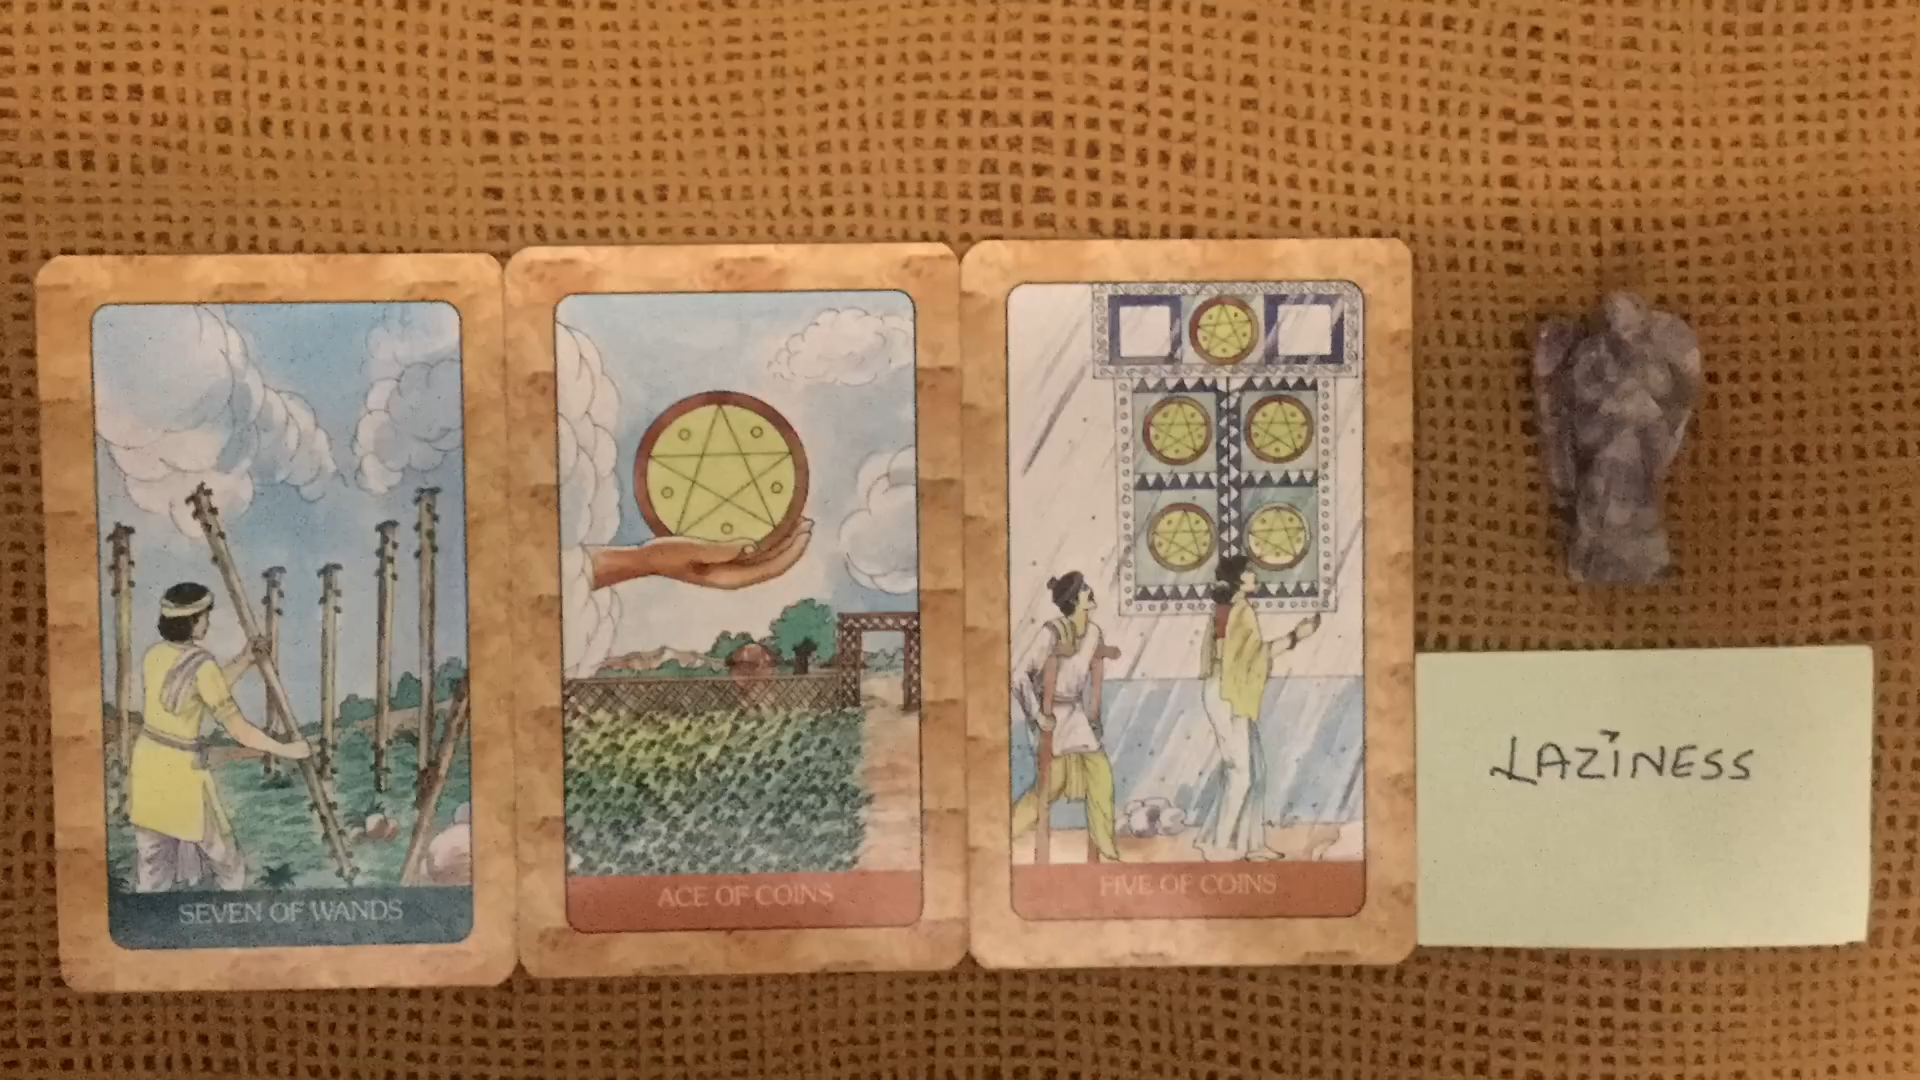 SEVEN OF WANDS
ACE OF COINS
FIVE OF COINS
LAZINESS